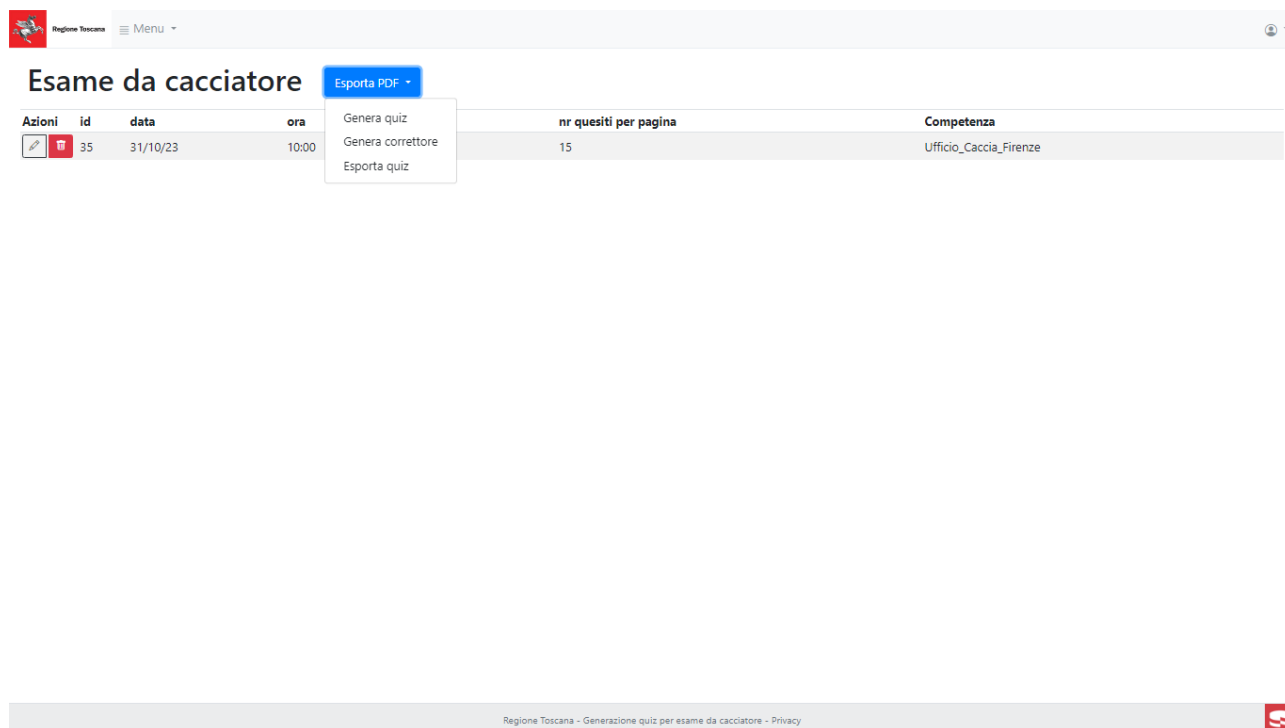 Regione Toscana
Menu
Esame da cacciatore
Esporta PDF
Genera quiz
Genera correttore
Esporta quiz
Azioni id data ora nr quesiti per pagina Competenza
35 31/10/23 10:00 15 Ufficio_Caccia_Firenze
Regione Toscana - Generazione quiz per esame da cacciatore - Privacy